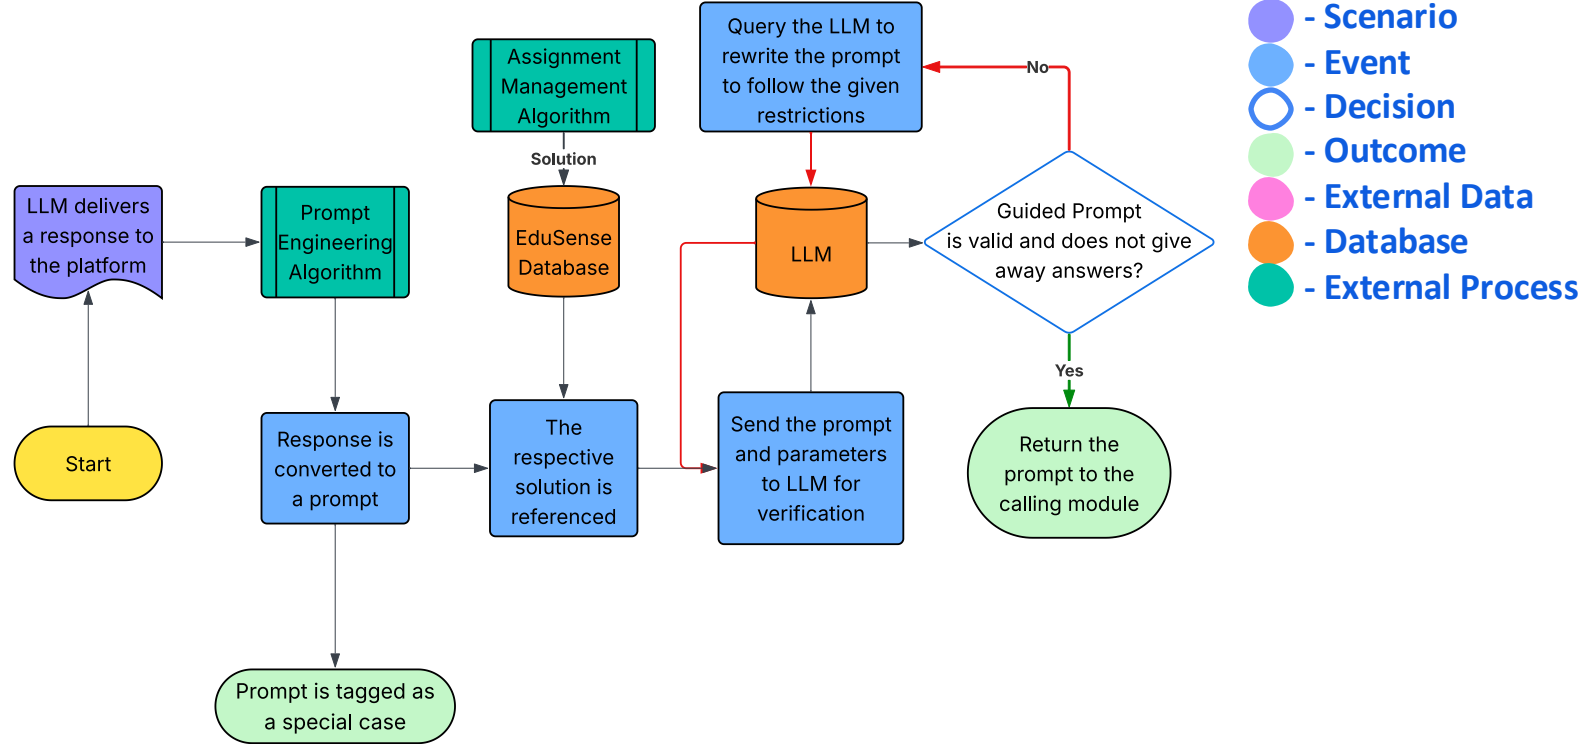 Query the LLM to
rewrite the prompt
to follow the given
restrictions
Assignment
Management
Algorithm
Solution
No
LLM delivers
a response to
the platform
Prompt
Engineering
Algorithm
EduSense
Database
LLM
Guided Prompt
is valid and does not give
away answers?
Yes
Start
Response is
converted to
a prompt
The
respective
solution is
referenced
Send the prompt
and parameters
to LLM for
verification
Return the
prompt to the
calling module
Prompt is tagged as
a special case
- Scenario
- Event
- Decision
- Outcome
- External Data
- Database
- External Process